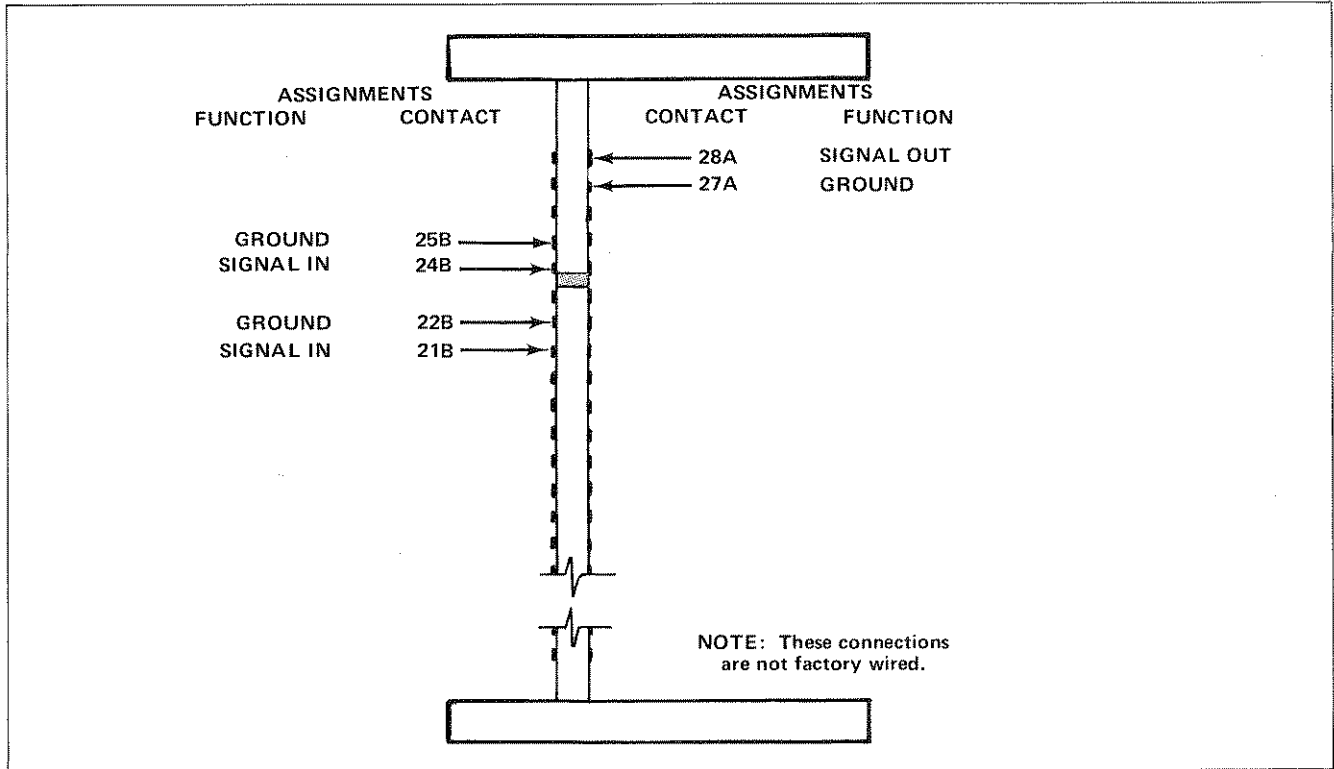 ASSIGNMENTS
FUNCTION CONTACT
ASSIGNMENTS
CONTACT FUNCTION
28A SIGNAL OUT
27A GROUND
GROUND 25B
SIGNAL IN 24B
GROUND 22B
SIGNAL IN 21B
NOTE: These connections
are not factory wired.